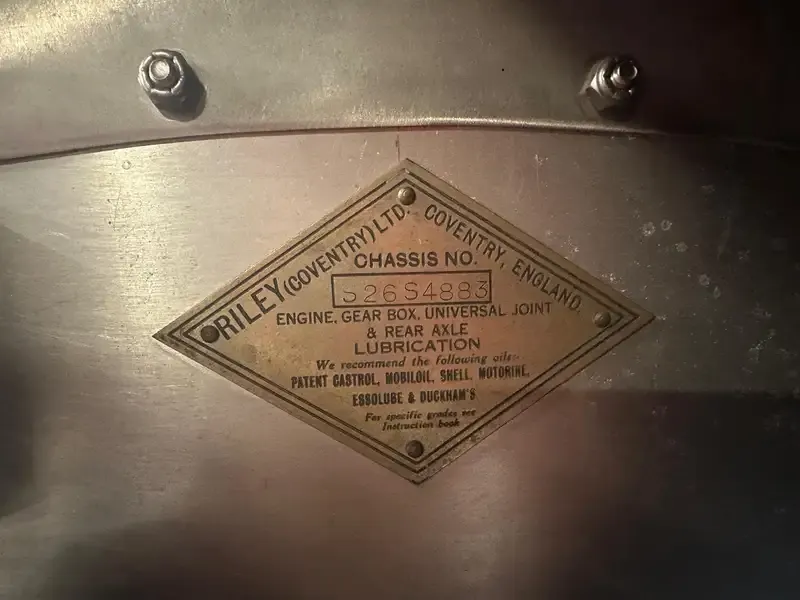 RILEY (COVENTRY) LTD. COVENTRY, ENGLAND.
CHASSIS NO.
S26S4883
ENGINE, GEAR BOX, UNIVERSAL JOINT
& REAR AXLE
LUBRICATION
We recommend the following oils:-
PATENT CASTROL, MOBILOIL, SHELL, MOTORINE,
ESSOLUBE & DUCKHAM'S
For specific grades see
Instruction book